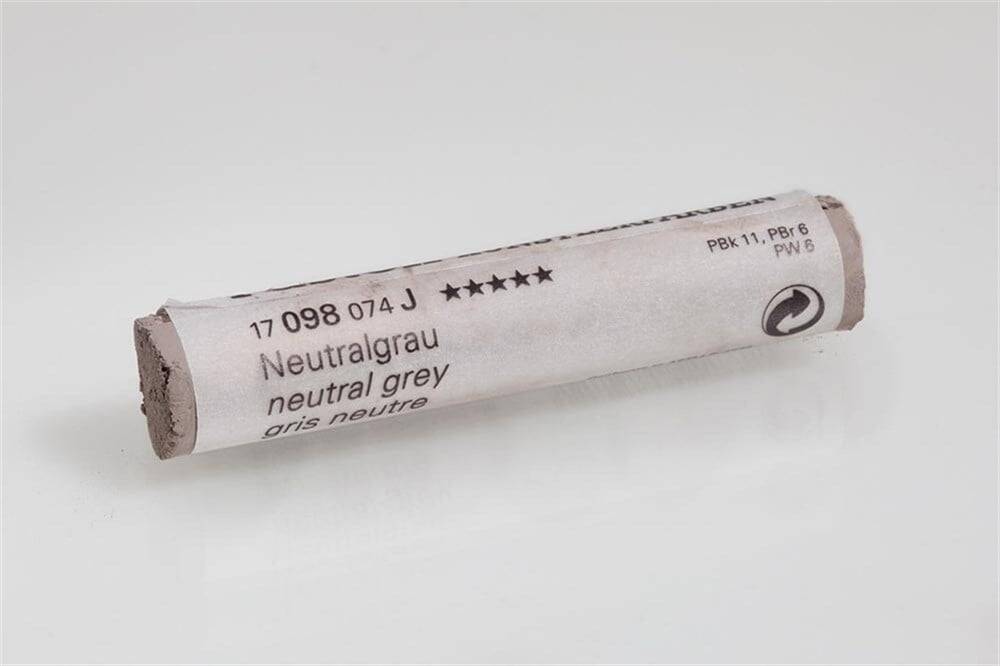 17 098 074 J ★★★★★
Neutralgrau
neutral grey
gris neutre
PBk 11, PBr 6
PW 6